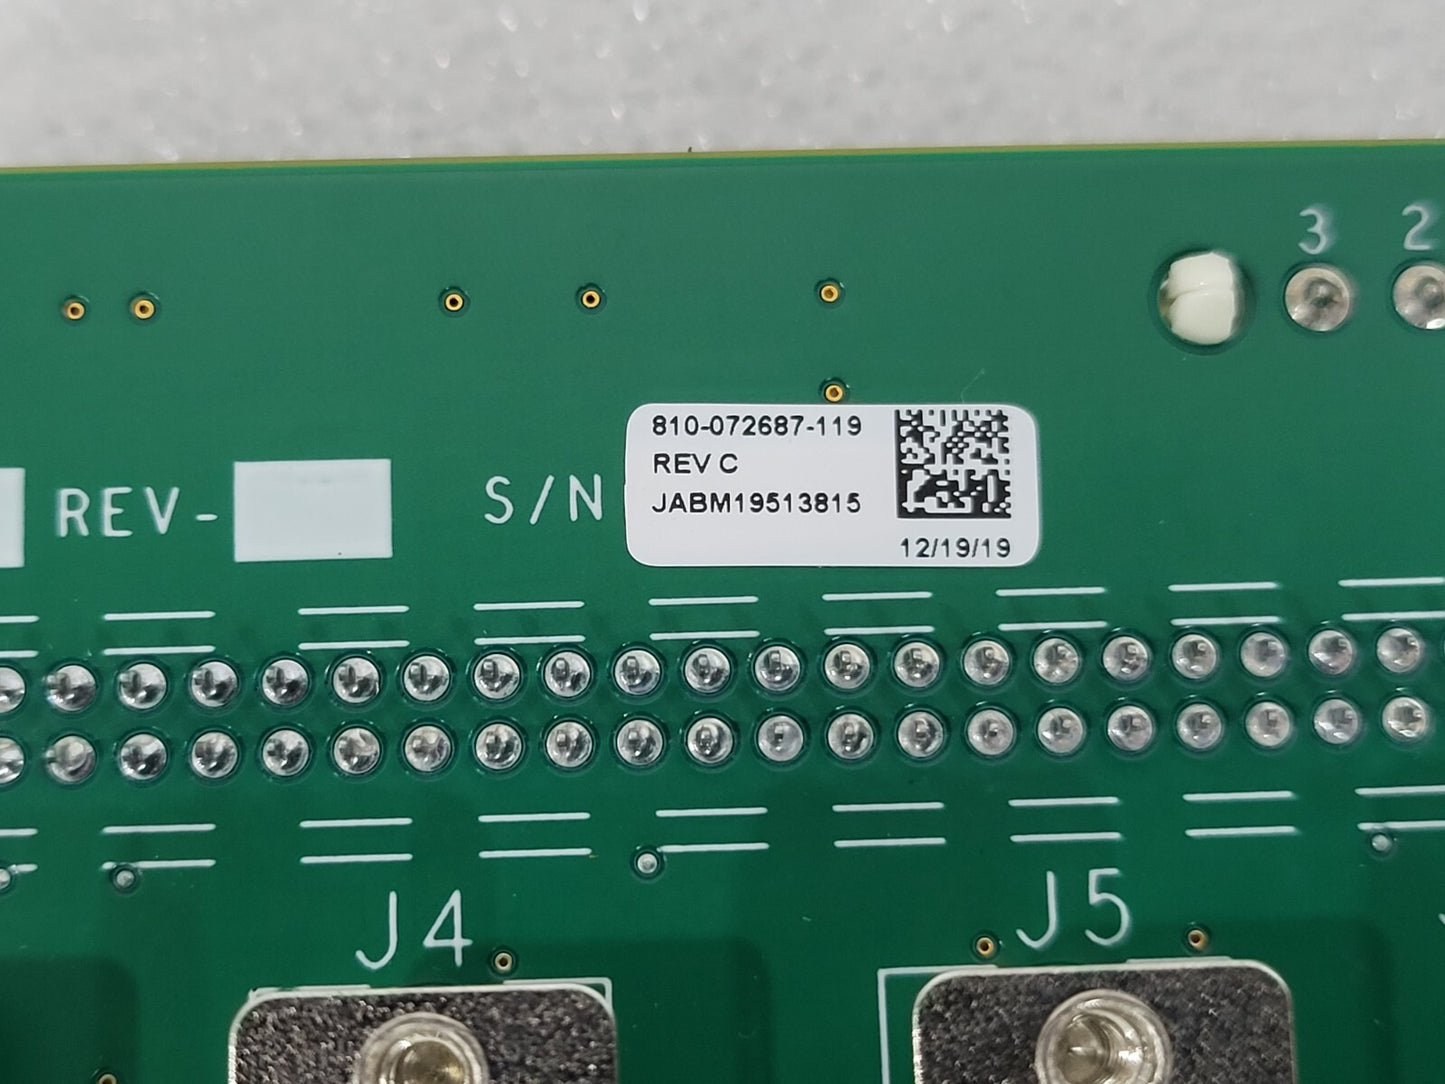 3 2
810-072687-119
REV C
JABM19513815
12/19/19
REV-
S/N
J4
J5